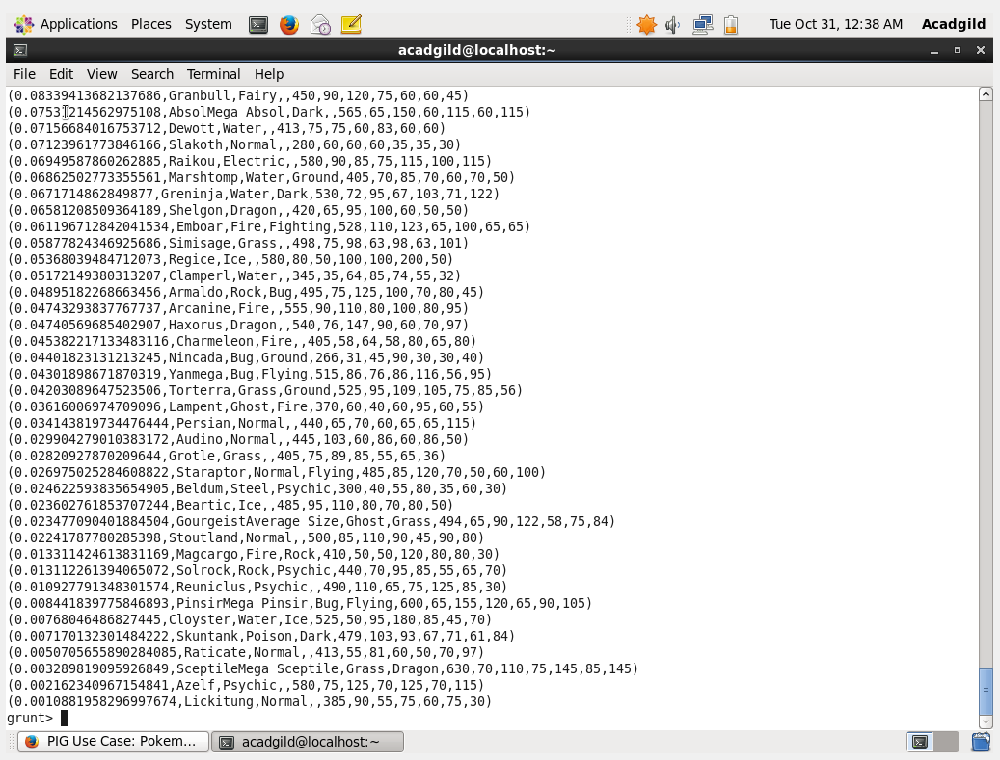 Applications Places System Tue Oct 31, 12:38 AM Acadgild
acadgild@localhost:~
File Edit View Search Terminal Help
(0.08339413682137686,Granbull,Fairy,,450,90,120,75,60,60,45)
(0.07531214562975108,AbsolMega Absol,Dark,,565,65,150,60,115,60,115)
(0.07156684016753712,Dewott,Water,,413,75,75,60,83,60,60)
(0.07123961773846166,Slakoth,Normal,,280,60,60,60,35,35,30)
(0.06949587860262885,Raikou,Electric,,580,90,85,75,115,100,115)
(0.06862502773355561,Marshtomp,Water,Ground,405,70,85,70,60,70,50)
(0.0671714862849877,Greninja,Water,Dark,530,72,95,67,103,71,122)
(0.06581208509364189,Shelgon,Dragon,,420,65,95,100,60,50,50)
(0.061196712842041534,Emboar,Fire,Fighting,528,110,123,65,100,65,65)
(0.05877824346925686,Simisage,Grass,,498,75,98,63,98,63,101)
(0.05368039484712073,Regice,Ice,,580,80,50,100,100,200,50)
(0.05172149380313207,Clamperl,Water,,345,35,64,85,74,55,32)
(0.04895182268663456,Armaldo,Rock,Bug,495,75,125,100,70,80,45)
(0.04743293837767737,Arcanine,Fire,,555,90,110,80,100,80,95)
(0.04740569685402907,Haxorus,Dragon,,540,76,147,90,60,70,97)
(0.045382217133483116,Charmeleon,Fire,,405,58,64,58,80,65,80)
(0.04401823131213245,Nincada,Bug,Ground,266,31,45,90,30,30,40)
(0.04301898671870319,Yanmega,Bug,Flying,515,86,76,86,116,56,95)
(0.04203089647523506,Torterra,Grass,Ground,525,95,109,105,75,85,56)
(0.03616006974709096,Lampent,Ghost,Fire,370,60,40,60,95,60,55)
(0.034143819734476444,Persian,Normal,,440,65,70,60,65,65,115)
(0.029904279010383172,Audino,Normal,,445,103,60,86,60,86,50)
(0.02820927870209644,Grotle,Grass,,405,75,89,85,55,65,36)
(0.026975025284608822,Staraptor,Normal,Flying,485,85,120,70,50,60,100)
(0.024622593835654905,Beldum,Steel,Psychic,300,40,55,80,35,60,30)
(0.023602761853707244,Beartic,Ice,,485,95,110,80,70,80,50)
(0.023477090401884504,GourgeistAverage Size,Ghost,Grass,494,65,90,122,58,75,84)
(0.02241787780285398,Stoutland,Normal,,500,85,110,90,45,90,80)
(0.013311424613831169,Magcargo,Fire,Rock,410,50,50,120,80,80,30)
(0.013112261394065072,Solrock,Rock,Psychic,440,70,95,85,55,65,70)
(0.010927791348301574,Reuniclus,Psychic,,490,110,65,75,125,85,30)
(0.008441839775846893,PinsirMega Pinsir,Bug,Flying,600,65,155,120,65,90,105)
(0.00768046486827445,Cloyster,Water,Ice,525,50,95,180,85,45,70)
(0.007170132301484222,Skuntank,Poison,Dark,479,103,93,67,71,61,84)
(0.0050705655890284085,Raticate,Normal,,413,55,81,60,50,70,97)
(0.003289819095926849,SceptileMega Sceptile,Grass,Dragon,630,70,110,75,145,85,145)
(0.002162340967154841,Azelf,Psychic,,580,75,125,70,125,70,115)
(0.0010881958296997674,Lickitung,Normal,,385,90,55,75,60,75,30)
grunt>
PIG Use Case: Pokem... acadgild@localhost:~